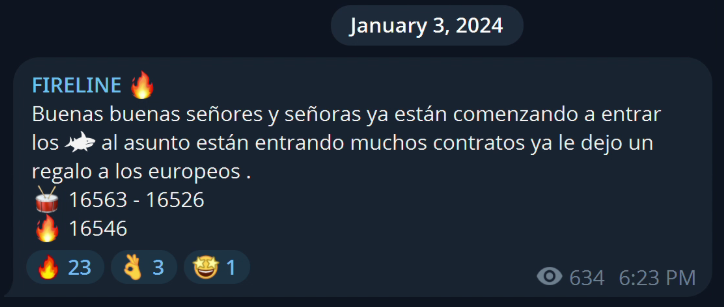 January 3, 2024
FIRELINE 🔥
Buenas buenas señores y señoras ya están comenzando a entrar
los 🦈 al asunto están entrando muchos contratos ya le dejo un
regalo a los europeos .
🥁 16563 - 16526
🔥 16546
🔥 23 👌 3 🤩 1 634 6:23 PM